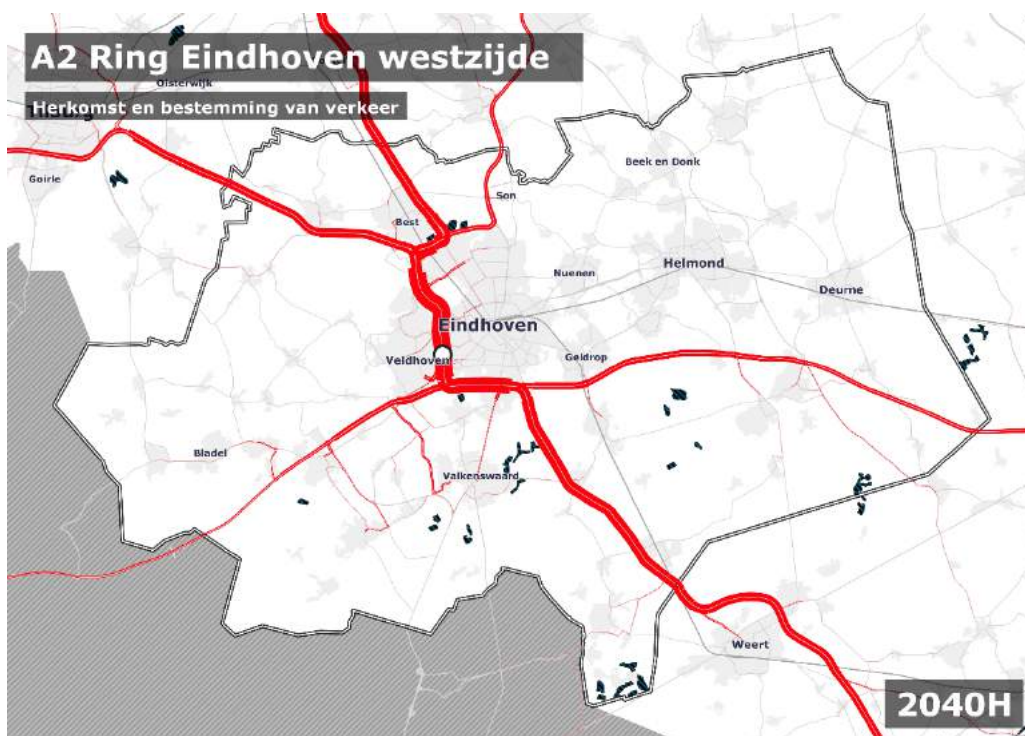 A2 Ring Eindhoven westzijde
Oisterwijk
Herkomst en bestemming van verkeer
Goirle
Beek en Donk
Son
Best
Nuenen
Helmond
Deurne
Eindhoven
Veldhoven
Geldrop
Bladel
Valkenswaard
Weert
2040H